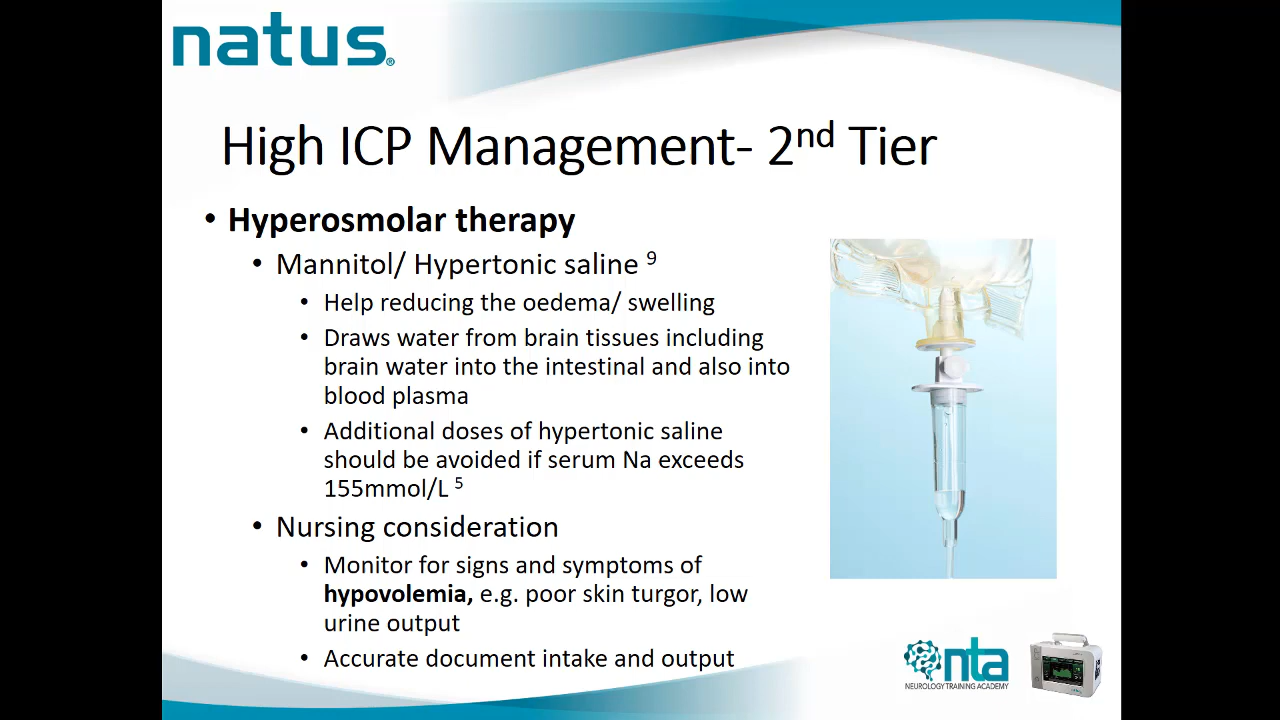 natus®
High ICP Management- 2nd Tier
• Hyperosmolar therapy
• Mannitol/ Hypertonic saline 9
• Help reducing the oedema/ swelling
• Draws water from brain tissues including
brain water into the intestinal and also into
blood plasma
• Additional doses of hypertonic saline
should be avoided if serum Na exceeds
155mmol/L 5
• Nursing consideration
• Monitor for signs and symptoms of
hypovolemia, e.g. poor skin turgor, low
urine output
• Accurate document intake and output
nta
NEUROLOGY TRAINING ACADEMY